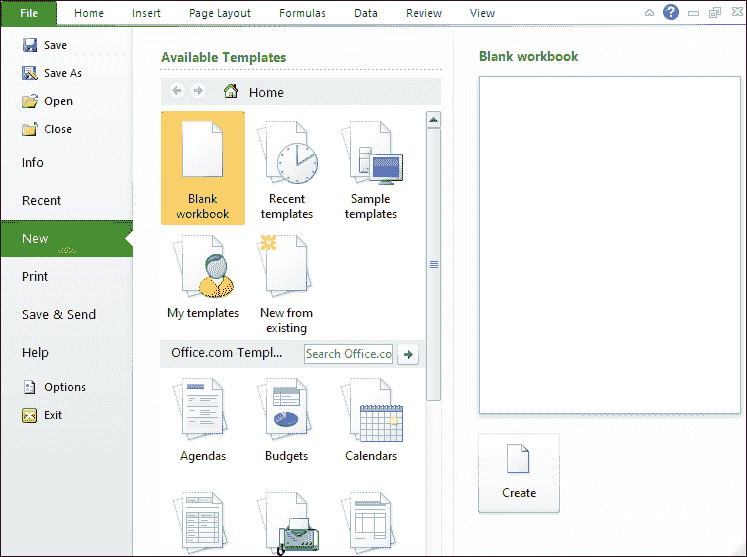 File Home Insert Page Layout Formulas Data Review View ?
Save
Save As
Open
Close
Info
Recent
New
Print
Save & Send
Help
Options
Exit
Available Templates
Home
Blank
workbook
Recent
templates
Sample
templates
My templates
New from
existing
Office.com Templ... Search Office.co
Agendas
Budgets
Calendars
Blank workbook
Create